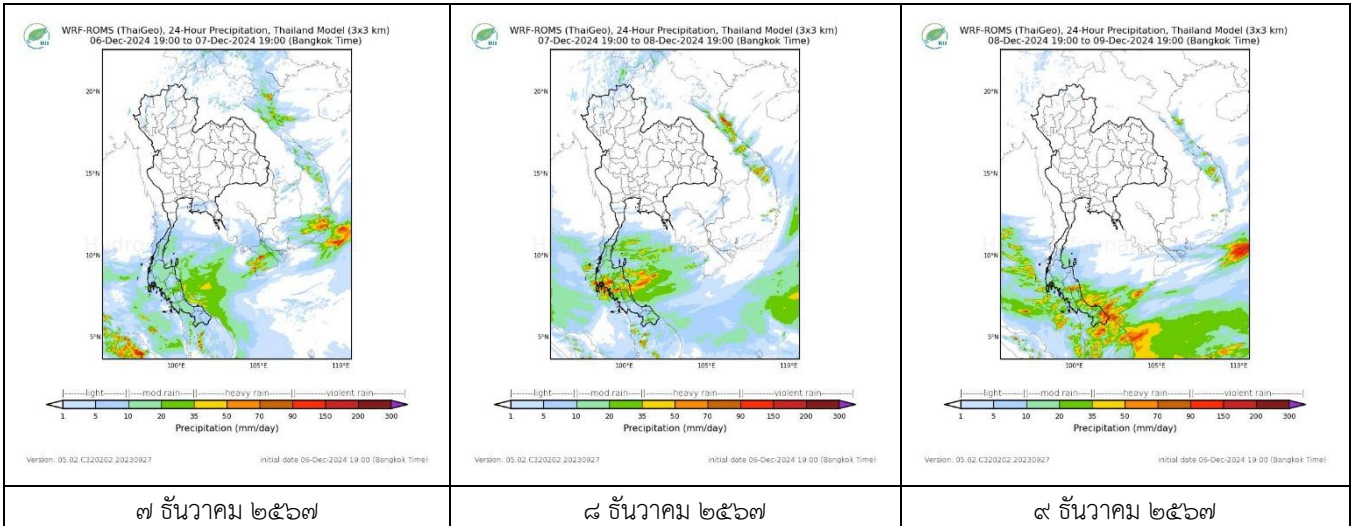 WRF-ROMS (ThaiGeo), 24-Hour Precipitation, Thailand Model (3x3 km)
06-Dec-2024 19:00 to 07-Dec-2024 19:00 (Bangkok Time)
20°N
15°N
10°N
5°N
100°E
105°E
110°E
light mod rain heavy rain violent rain
1 5 10 20 35 50 70 90 150 200 300
Precipitation (mm/day)
Version: 05.02.C320202.20230927
initial date 06-Dec-2024 19:00 (Bangkok Time)
๗ ธันวาคม ๒๕๖๗
WRF-ROMS (ThaiGeo), 24-Hour Precipitation, Thailand Model (3x3 km)
07-Dec-2024 19:00 to 08-Dec-2024 19:00 (Bangkok Time)
20°N
15°N
10°N
5°N
100°E
105°E
110°E
light mod rain heavy rain violent rain
1 5 10 20 35 50 70 90 150 200 300
Precipitation (mm/day)
Version: 05.02.C320202.20230927
initial date 06-Dec-2024 19:00 (Bangkok Time)
๘ ธันวาคม ๒๕๖๗
WRF-ROMS (ThaiGeo), 24-Hour Precipitation, Thailand Model (3x3 km)
08-Dec-2024 19:00 to 09-Dec-2024 19:00 (Bangkok Time)
20°N
15°N
10°N
5°N
100°E
105°E
110°E
light mod rain heavy rain violent rain
1 5 10 20 35 50 70 90 150 200 300
Precipitation (mm/day)
Version: 05.02.C320202.20230927
initial date 06-Dec-2024 19:00 (Bangkok Time)
๙ ธันวาคม ๒๕๖๗